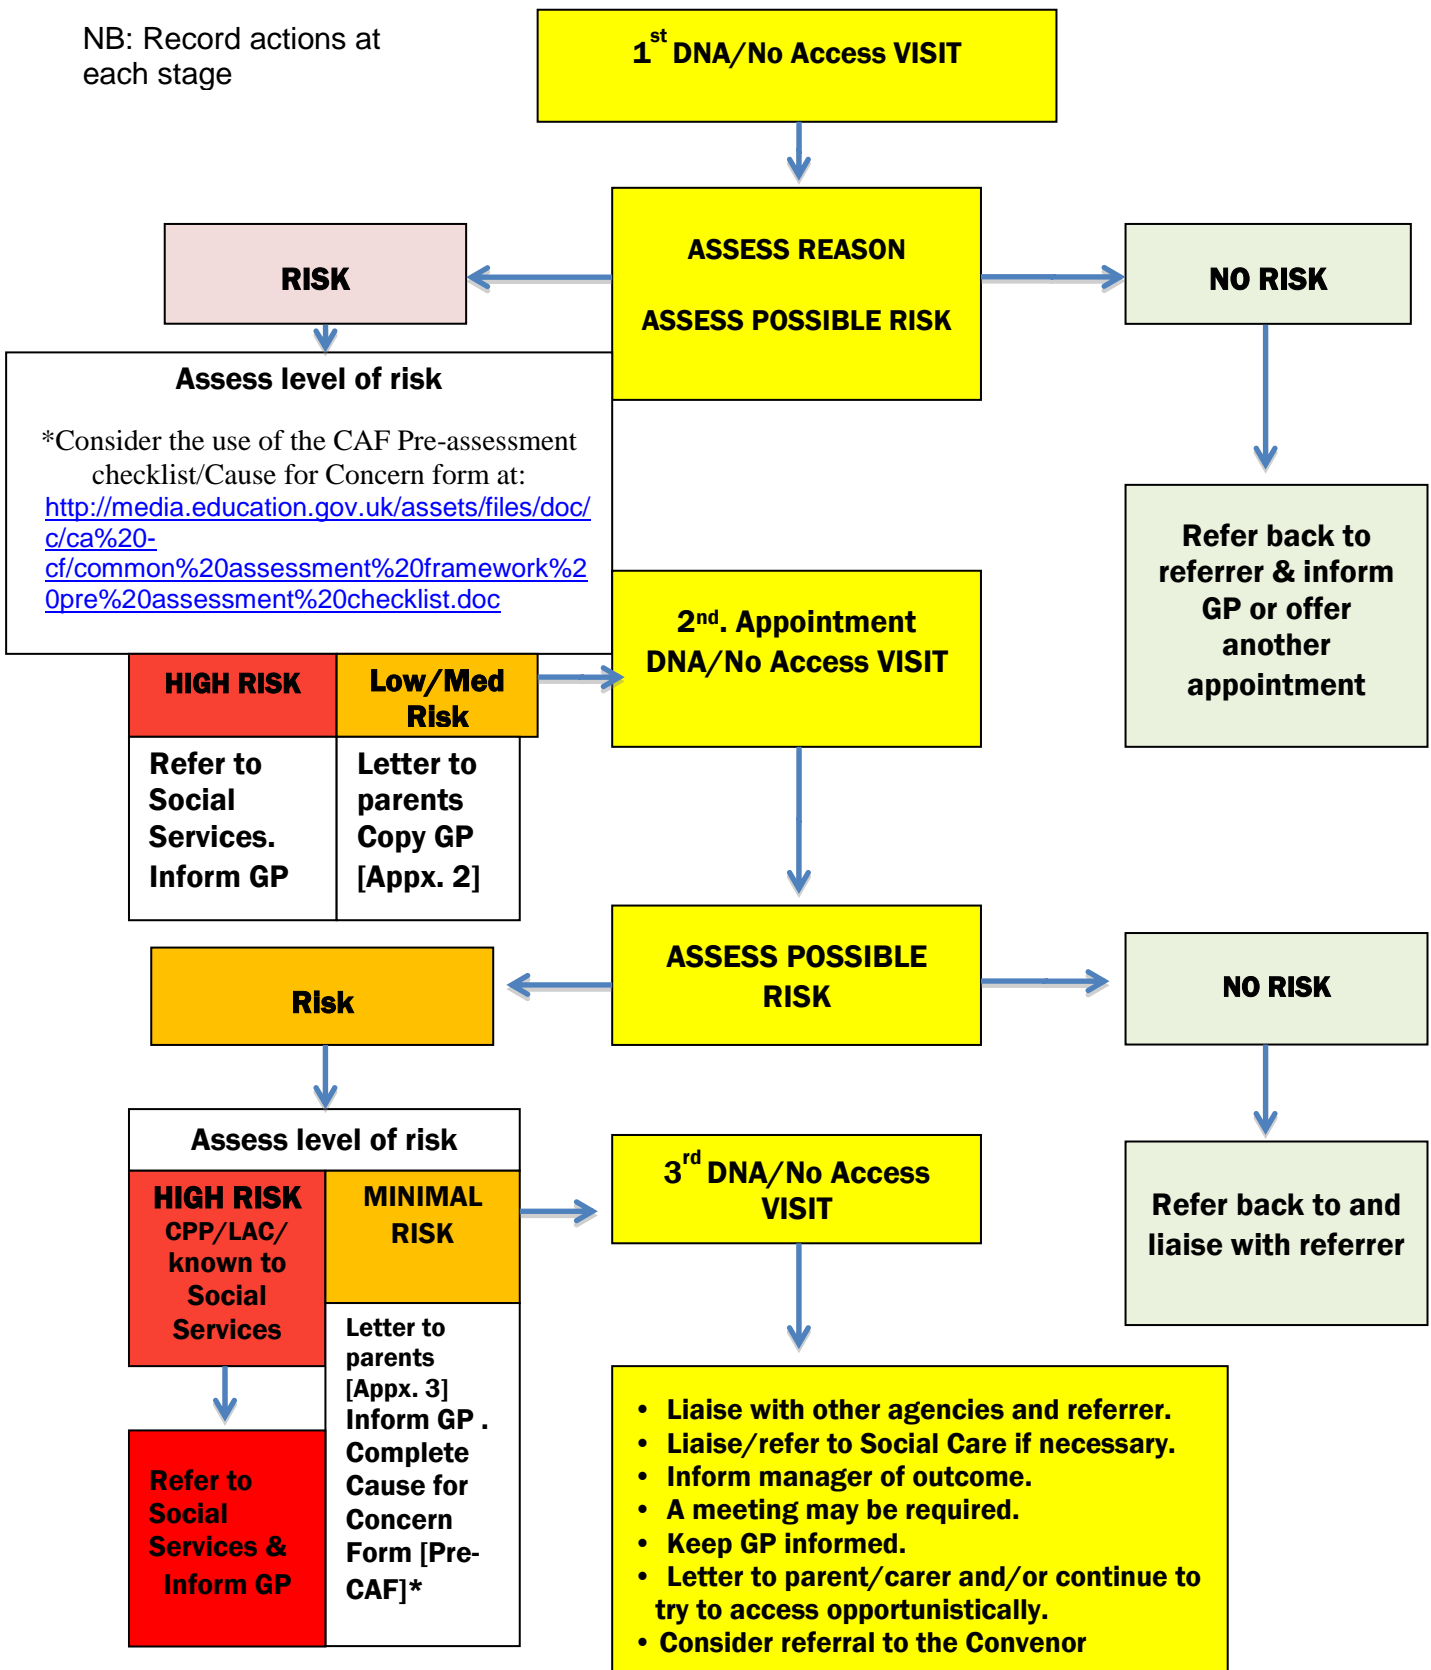 NB: Record actions at
each stage
1st DNA/No Access VISIT
ASSESS REASON
ASSESS POSSIBLE RISK
RISK
NO RISK
Assess level of risk
*Consider the use of the CAF Pre-assessment
checklist/Cause for Concern form at:
http://media.education.gov.uk/assets/files/doc/
c/ca%20-
cf/common%20assessment%20framework%2
0pre%20assessment%20checklist.doc
Refer back to
referrer & inform
GP or offer
another
appointment
2nd. Appointment
DNA/No Access VISIT
HIGH RISK
Low/Med
Risk
Refer to
Social
Services.
Inform GP
Letter to
parents
Copy GP
[Appx. 2]
ASSESS POSSIBLE
RISK
Risk
NO RISK
Assess level of risk
HIGH RISK
CPP/LAC/
known to
Social
Services
MINIMAL
RISK
3rd DNA/No Access
VISIT
Refer back to and
liaise with referrer
Letter to
parents
[Appx. 3]
Inform GP .
Complete
Cause for
Concern
Form [Pre-
CAF]*
Refer to
Social
Services &
Inform GP
• Liaise with other agencies and referrer.
• Liaise/refer to Social Care if necessary.
• Inform manager of outcome.
• A meeting may be required.
• Keep GP informed.
• Letter to parent/carer and/or continue to
try to access opportunistically.
• Consider referral to the Convenor